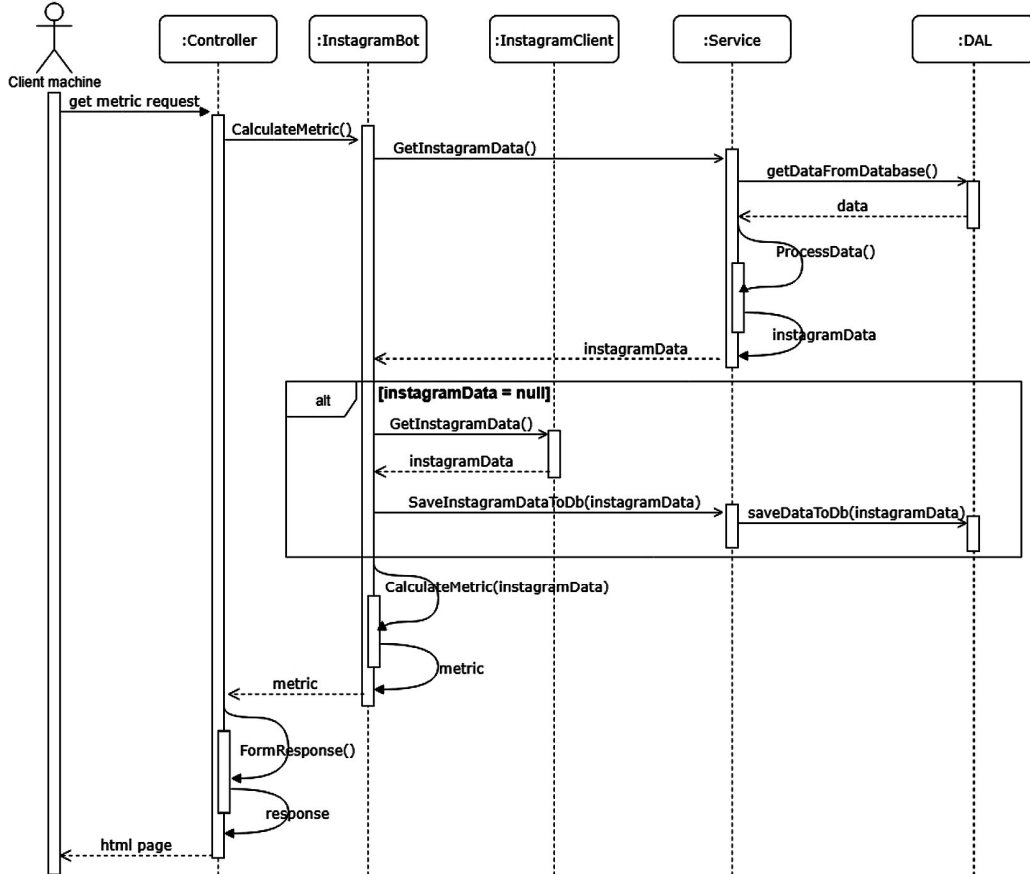 :Controller
:InstagramBot
:InstagramClient
:Service
:DAL
Client machine
get metric request
CalculateMetric()
GetInstagramData()
getDataFromDatabase()
data
ProcessData()
instagramData
instagramData
alt
[instagramData = null]
GetInstagramData()
instagramData
SaveInstagramDataToDb(instagramData)
saveDataToDb(instagramData)
CalculateMetric(instagramData)
metric
metric
FormResponse()
response
html page